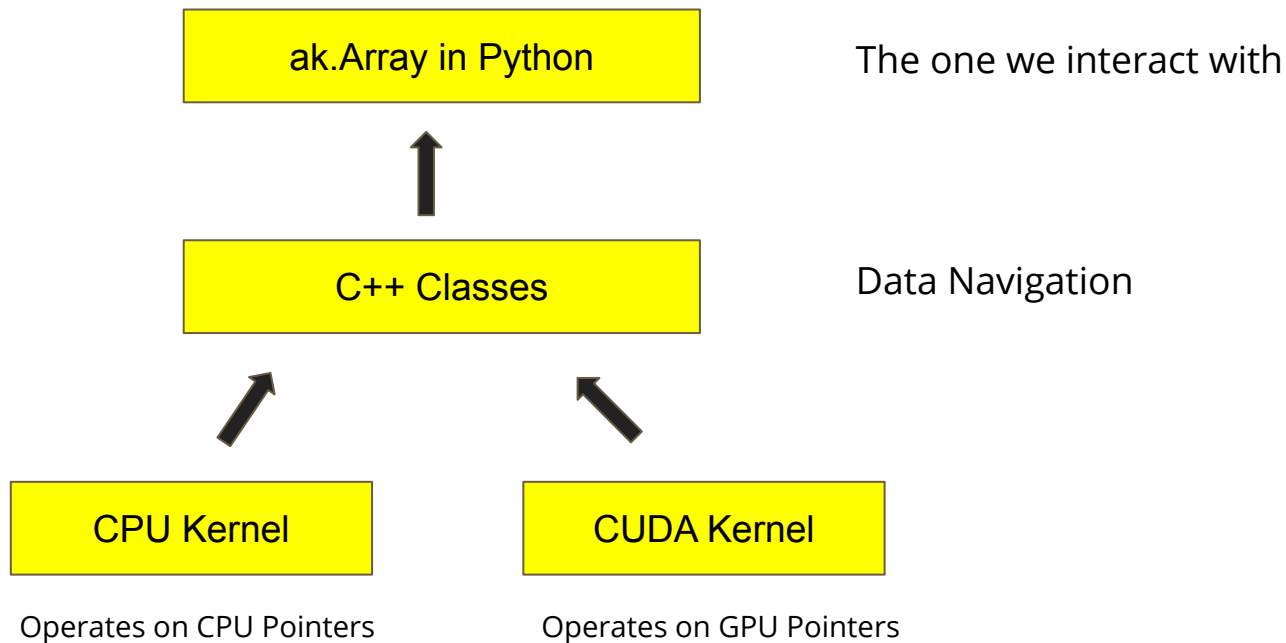 ak.Array in Python
The one we interact with
C++ Classes
Data Navigation
CPU Kernel
CUDA Kernel
Operates on CPU Pointers
Operates on GPU Pointers